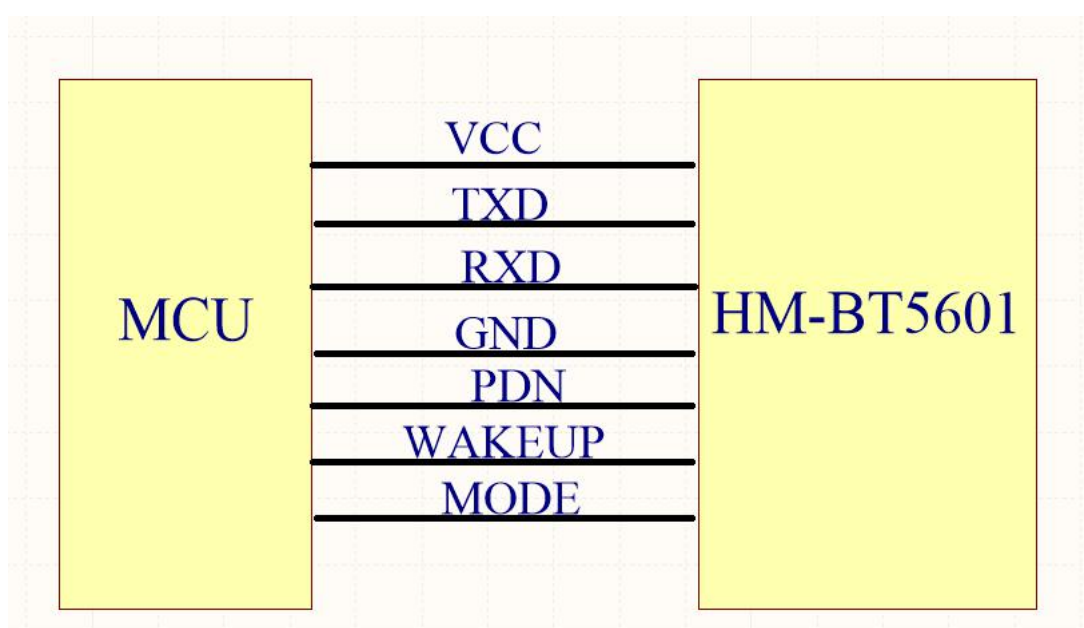 VCC
TXD
RXD
MCU
HM-BT5601
GND
PDN
WAKEUP
MODE